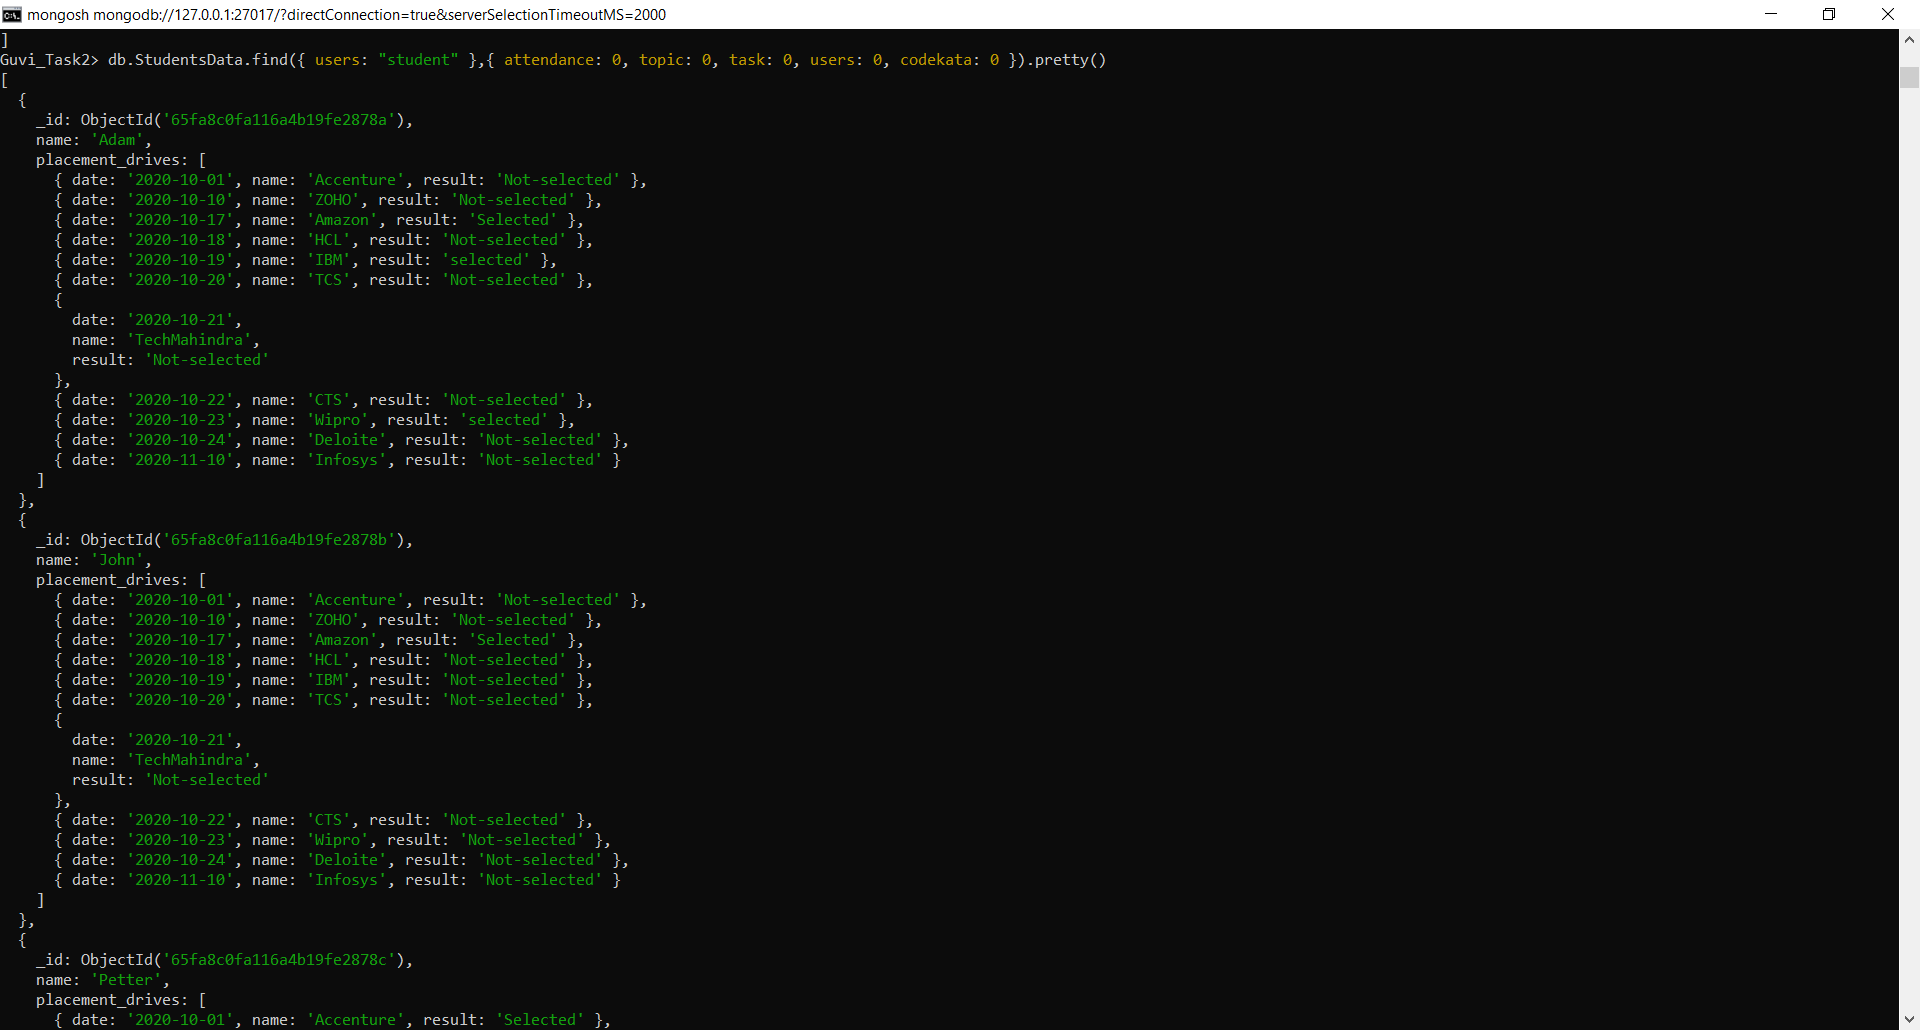 mongosh mongodb://127.0.0.1:27017/?directConnection=true&serverSelectionTimeoutMS=2000
]
Guvi_Task2> db.StudentsData.find({ users: "student" },{ attendance: 0, topic: 0, task: 0, users: 0, codekata: 0 }).pretty()
[
  {
    _id: ObjectId('65fa8c0fa116a4b19fe2878a'),
    name: 'Adam',
    placement_drives: [
      { date: '2020-10-01', name: 'Accenture', result: 'Not-selected' },
      { date: '2020-10-10', name: 'ZOHO', result: 'Not-selected' },
      { date: '2020-10-17', name: 'Amazon', result: 'Selected' },
      { date: '2020-10-18', name: 'HCL', result: 'Not-selected' },
      { date: '2020-10-19', name: 'IBM', result: 'selected' },
      { date: '2020-10-20', name: 'TCS', result: 'Not-selected' },
      {
        date: '2020-10-21',
        name: 'TechMahindra',
        result: 'Not-selected'
      },
      { date: '2020-10-22', name: 'CTS', result: 'Not-selected' },
      { date: '2020-10-23', name: 'Wipro', result: 'selected' },
      { date: '2020-10-24', name: 'Deloite', result: 'Not-selected' },
      { date: '2020-11-10', name: 'Infosys', result: 'Not-selected' }
    ]
  },
  {
    _id: ObjectId('65fa8c0fa116a4b19fe2878b'),
    name: 'John',
    placement_drives: [
      { date: '2020-10-01', name: 'Accenture', result: 'Not-selected' },
      { date: '2020-10-10', name: 'ZOHO', result: 'Not-selected' },
      { date: '2020-10-17', name: 'Amazon', result: 'Selected' },
      { date: '2020-10-18', name: 'HCL', result: 'Not-selected' },
      { date: '2020-10-19', name: 'IBM', result: 'Not-selected' },
      { date: '2020-10-20', name: 'TCS', result: 'Not-selected' },
      {
        date: '2020-10-21',
        name: 'TechMahindra',
        result: 'Not-selected'
      },
      { date: '2020-10-22', name: 'CTS', result: 'Not-selected' },
      { date: '2020-10-23', name: 'Wipro', result: 'Not-selected' },
      { date: '2020-10-24', name: 'Deloite', result: 'Not-selected' },
      { date: '2020-11-10', name: 'Infosys', result: 'Not-selected' }
    ]
  },
  {
    _id: ObjectId('65fa8c0fa116a4b19fe2878c'),
    name: 'Petter',
    placement_drives: [
      { date: '2020-10-01', name: 'Accenture', result: 'Selected' },